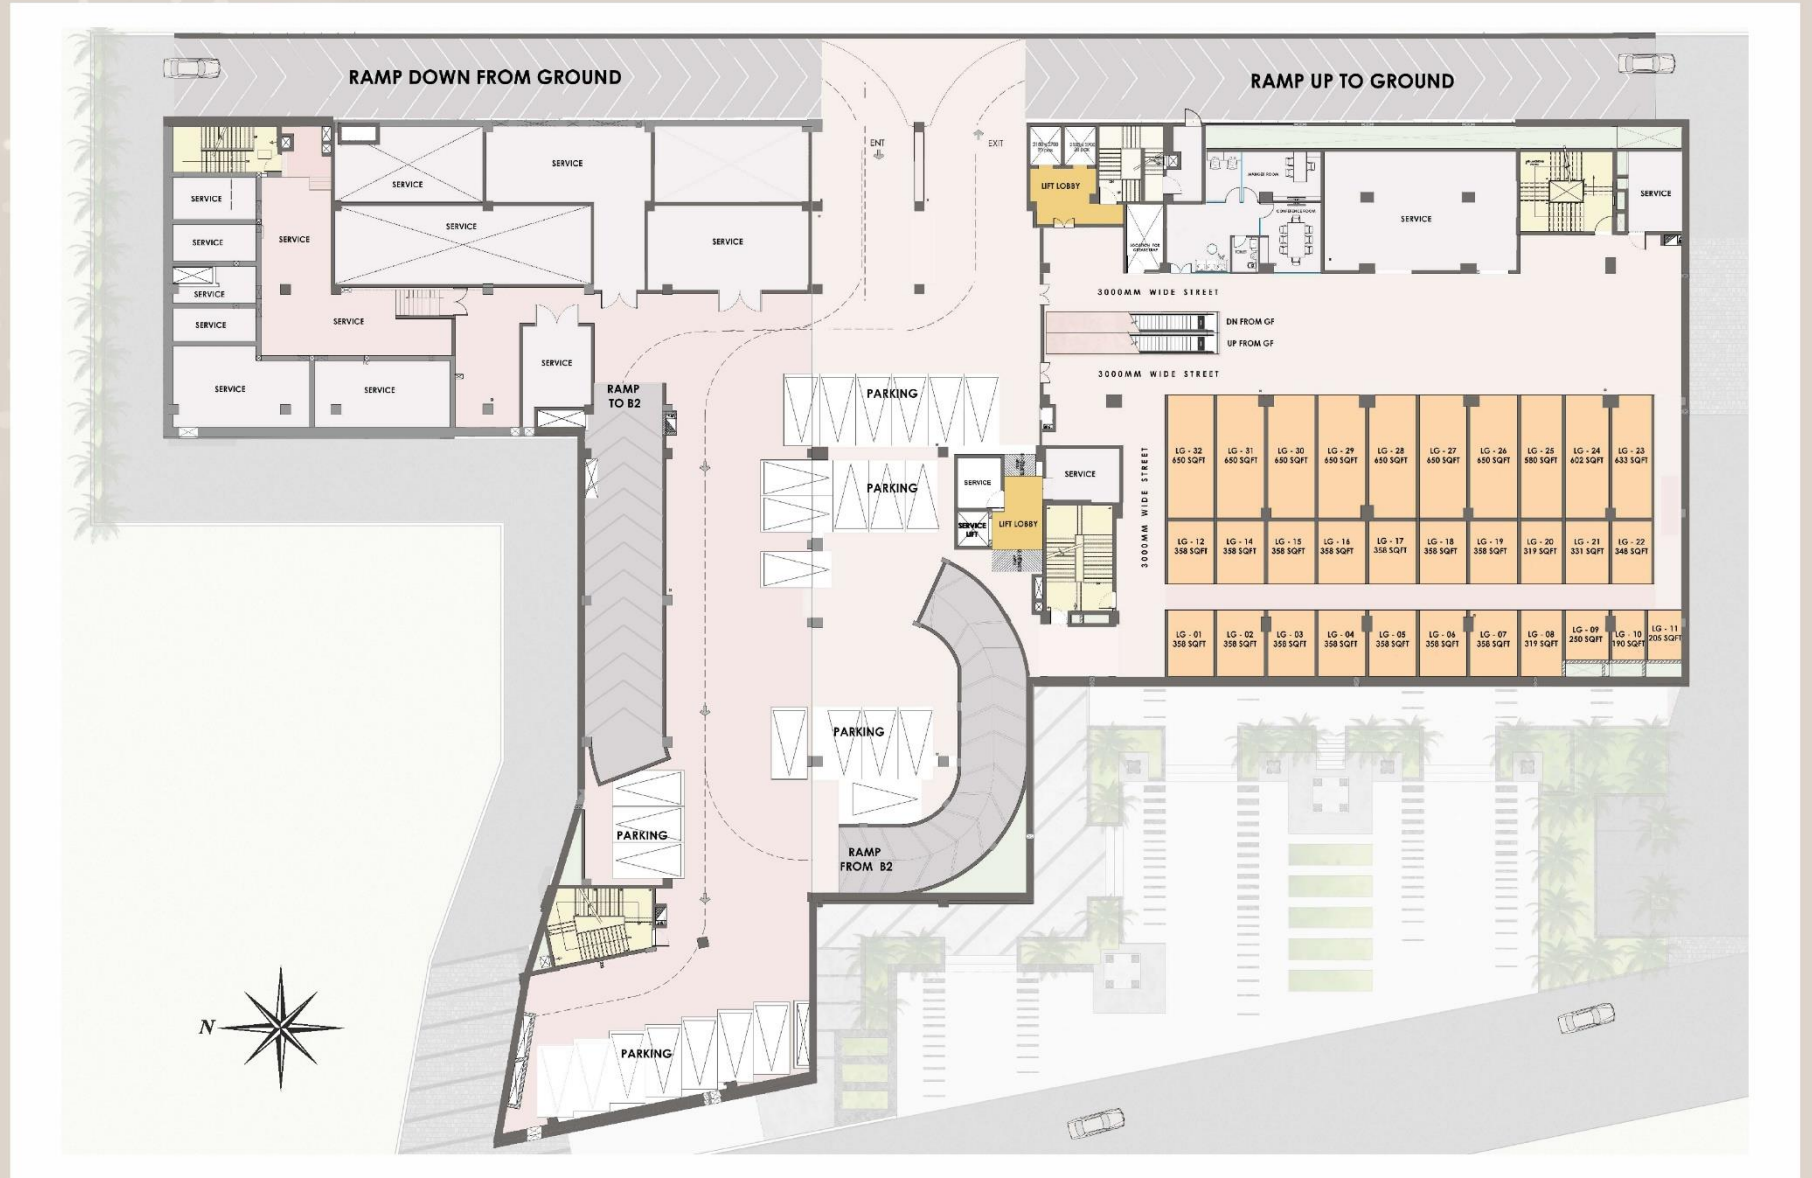 RAMP DOWN FROM GROUND
RAMP UP TO GROUND
ENT
EXIT
SERVICE
SERVICE
SERVICE
SERVICE
SERVICE
SERVICE
SERVICE
SERVICE
SERVICE
SERVICE
SERVICE
SERVICE
SERVICE
SERVICE
LIFT LOBBY
MANAGER ROOM
CONFERENCE ROOM
TOILET
SERVICE
SERVICE
3000MM WIDE STREET
DN FROM GF
UP FROM GF
3000MM WIDE STREET
3000MM WIDE STREET
RAMP
TO B2
PARKING
PARKING
SERVICE
SERVICE
SERVICE
LIFT
LIFT LOBBY
PARKING
PARKING
RAMP
FROM B2
PARKING
LG - 32
650 SQFT
LG - 31
650 SQFT
LG - 30
650 SQFT
LG - 29
650 SQFT
LG - 28
650 SQFT
LG - 27
650 SQFT
LG - 26
650 SQFT
LG - 25
580 SQFT
LG - 24
602 SQFT
LG - 23
633 SQFT
LG - 12
358 SQFT
LG - 14
358 SQFT
LG - 15
358 SQFT
LG - 16
358 SQFT
LG - 17
358 SQFT
LG - 18
358 SQFT
LG - 19
358 SQFT
LG - 20
319 SQFT
LG - 21
331 SQFT
LG - 22
348 SQFT
LG - 01
358 SQFT
LG - 02
358 SQFT
LG - 03
358 SQFT
LG - 04
358 SQFT
LG - 05
358 SQFT
LG - 06
358 SQFT
LG - 07
358 SQFT
LG - 08
319 SQFT
LG - 09
250 SQFT
LG - 10
190 SQFT
LG - 11
205 SQFT
N